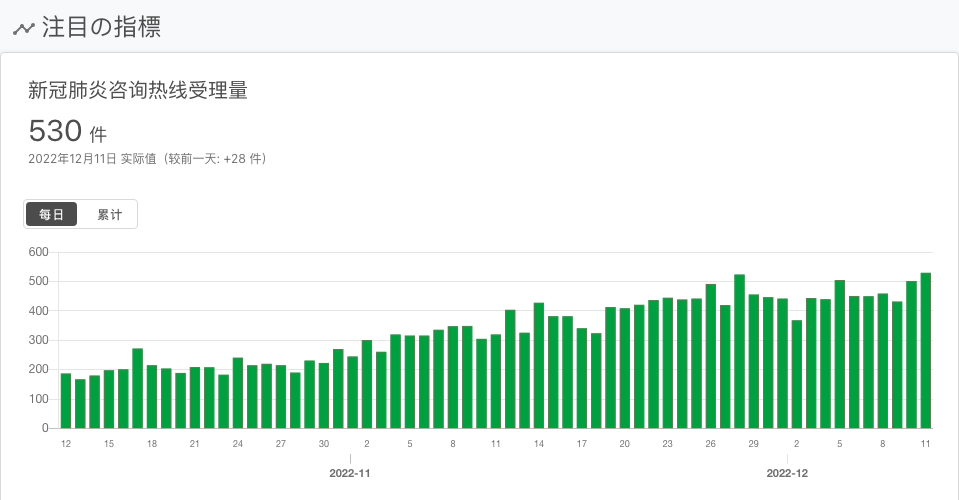 注目の指標
新冠肺炎咨询热线受理量
530 件
2022年12月11日 实际值（较前一天: +28 件）
每日 累计
600
500
400
300
200
100
0
12 15 18 21 24 27 30 2 5 8 11 14 17 20 23 26 29 2 5 8 11
2022-11 2022-12